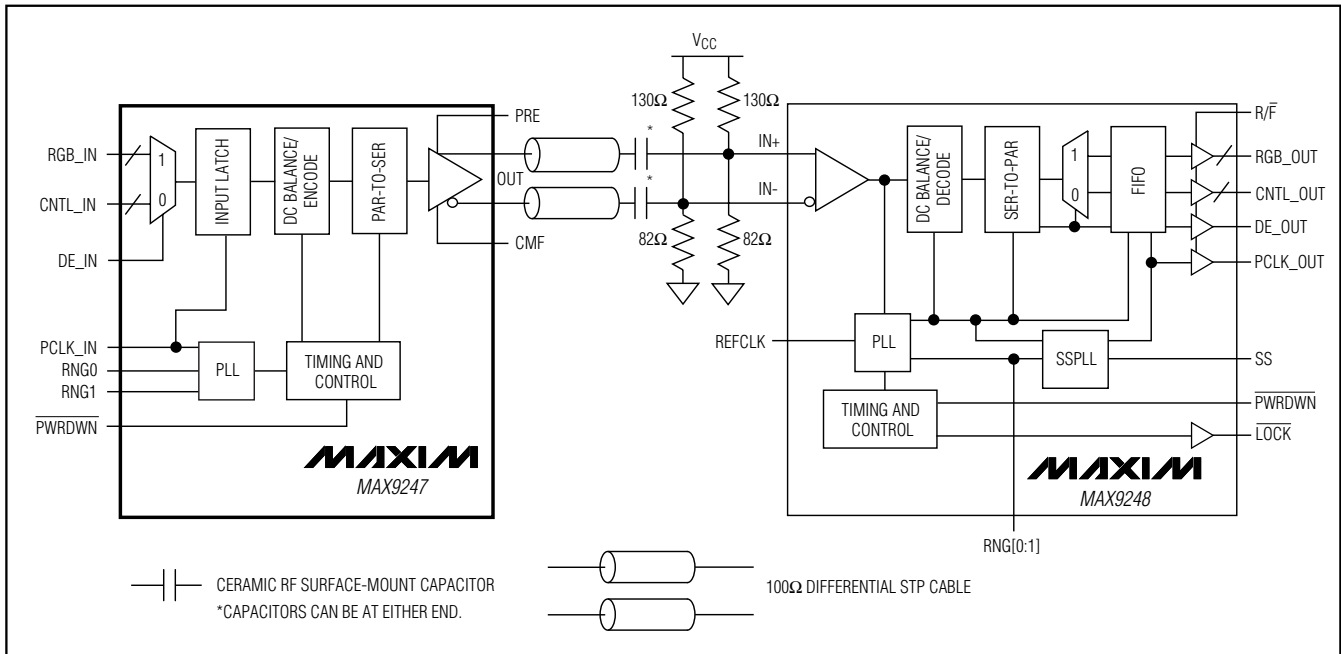 VCC
130Ω
130Ω
PRE
RGB_IN
1
INPUT LATCH
DC BALANCE/
ENCODE
PAR-TO-SER
OUT
CNTL_IN
0
DE_IN
CMF
*
*
82Ω
82Ω
PCLK_IN
RNG0
RNG1
PLL
TIMING AND
CONTROL
PWRDWN
MAXIM
MAX9247
IN+
IN-
DC BALANCE/
DECODE
SER-TO-PAR
1
0
FIFO
R/F
RGB_OUT
CNTL_OUT
DE_OUT
PCLK_OUT
REFCLK
PLL
SSPLL
SS
TIMING AND
CONTROL
PWRDWN
LOCK
MAXIM
MAX9248
RNG[0:1]
CERAMIC RF SURFACE-MOUNT CAPACITOR
*CAPACITORS CAN BE AT EITHER END.
100Ω DIFFERENTIAL STP CABLE